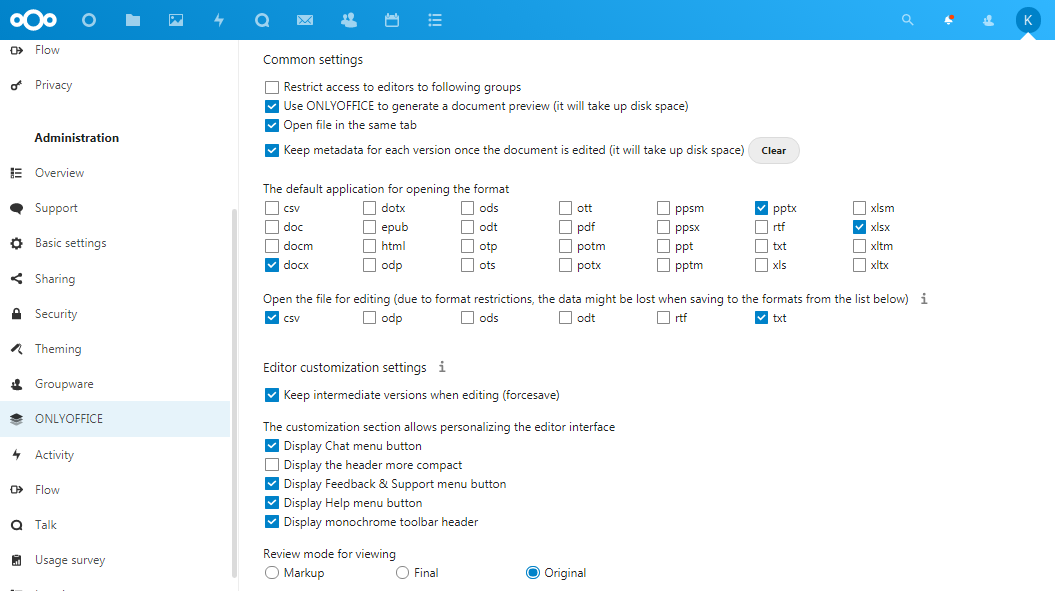 K
Flow
Privacy
Administration
Overview
Support
Basic settings
Sharing
Security
Theming
Groupware
ONLYOFFICE
Activity
Flow
Talk
Usage survey
Common settings
Restrict access to editors to following groups
Use ONLYOFFICE to generate a document preview (it will take up disk space)
Open file in the same tab
Keep metadata for each version once the document is edited (it will take up disk space) Clear
The default application for opening the format
csv dotx ods ott ppsm pptx xlsm
doc epub odt pdf ppsx rtf xlsx
docm html otp potm ppt txt xltm
docx odp ots potx pptm xls xltx
Open the file for editing (due to format restrictions, the data might be lost when saving to the formats from the list below) i
csv odp ods odt rtf txt
Editor customization settings i
Keep intermediate versions when editing (forcesave)
The customization section allows personalizing the editor interface
Display Chat menu button
Display the header more compact
Display Feedback & Support menu button
Display Help menu button
Display monochrome toolbar header
Review mode for viewing
Markup Final Original